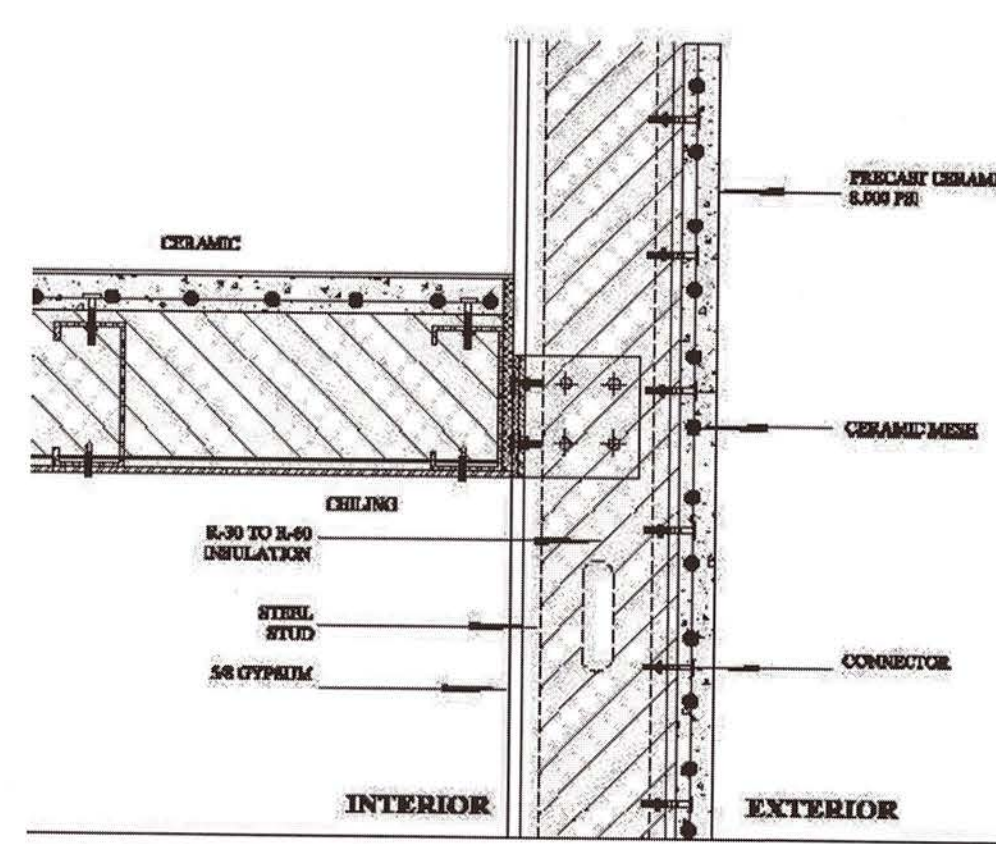 PRECAST CERAMI
8.000 PSI
CERAMIC
CERAMIC MESH
CEILING
R-30 TO R-60
INSULATION
STEEL
STUD
5/8 GYPSUM
CONNECTOR
INTERIOR
EXTERIOR